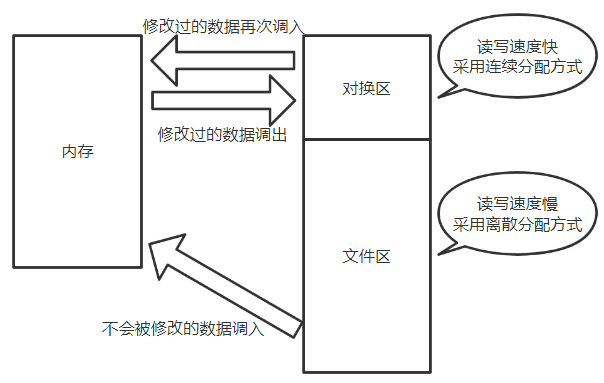 修改过的数据再次调入
读写速度快
采用连续分配方式
对换区
修改过的数据调出
内存
读写速度慢
采用离散分配方式
文件区
不会被修改的数据调入